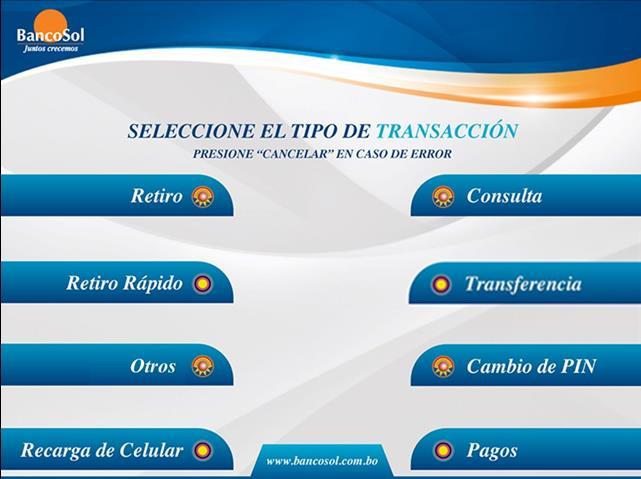 BancoSol
Juntos crecemos
SELECCIONE EL TIPO DE TRANSACCIÓN
PRESIONE “CANCELAR” EN CASO DE ERROR
Retiro
Consulta
Retiro Rápido
Transferencia
Otros
Cambio de PIN
Recarga de Celular
Pagos
www.bancosol.com.bo